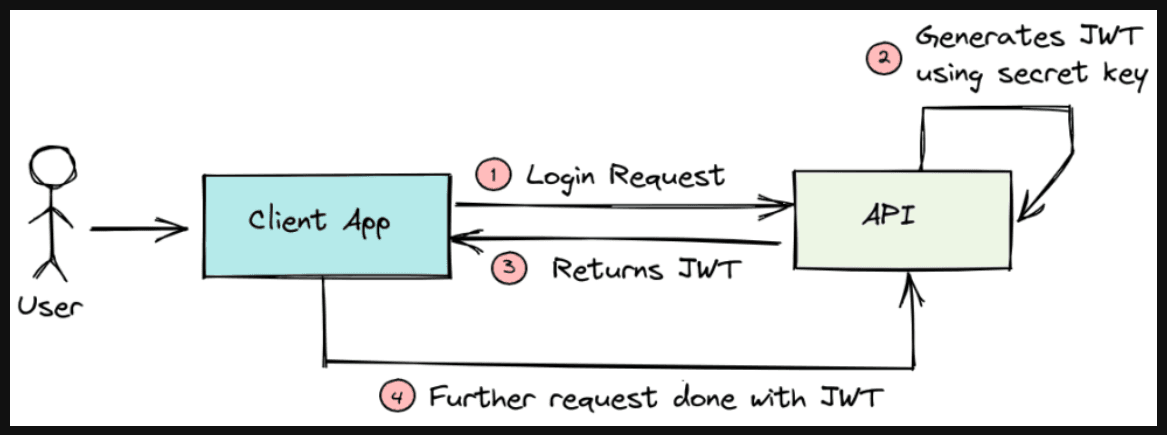 2 Generates JWT
using secret key
1 Login Request
Client App
API
3 Returns JWT
User
4 Further request done with JWT